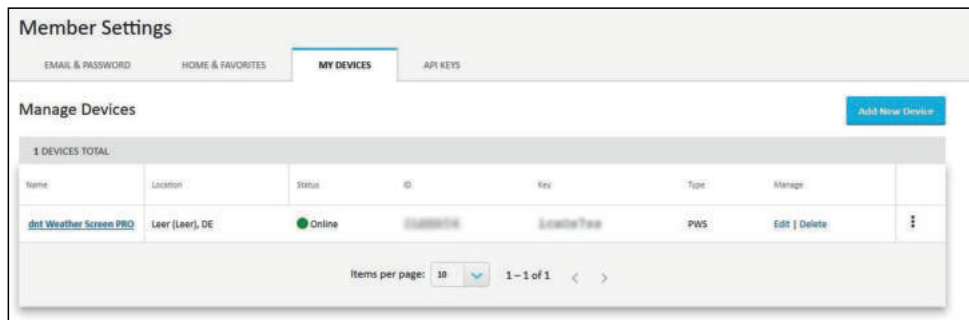 Member Settings
EMAIL & PASSWORD HOME & FAVORITES MY DEVICES API KEYS
Manage Devices Add New Device
1 DEVICES TOTAL
Name Location Status ID Key Type Manage
dnt Weather Screen PRO Leer (Leer), DE Online PWS Edit | Delete
Items per page: 10 1 – 1 of 1